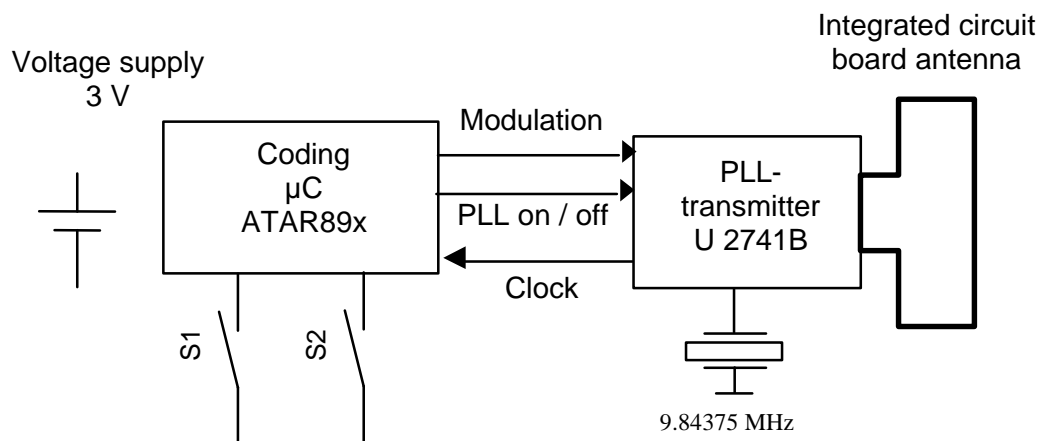 Integrated circuit
board antenna
Voltage supply
3 V
Coding
µC
ATAR89x
Modulation
PLL on / off
Clock
PLL-
transmitter
U 2741B
S1
S2
9.84375 MHz